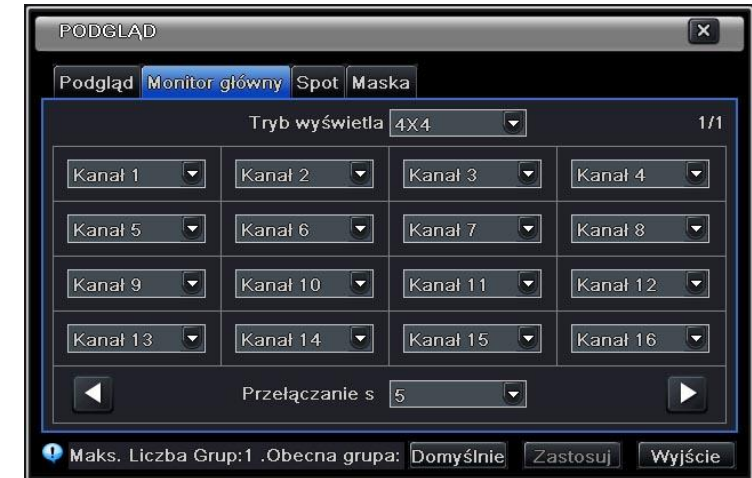 PODGLĄD
Podgląd Monitor główny Spot Maska
Tryb wyświetla 4X4 1/1
Kanał 1 Kanał 2 Kanał 3 Kanał 4
Kanał 5 Kanał 6 Kanał 7 Kanał 8
Kanał 9 Kanał 10 Kanał 11 Kanał 12
Kanał 13 Kanał 14 Kanał 15 Kanał 16
Przełączanie s 5
Maks. Liczba Grup:1 .Obecna grupa: Domyślnie Zastosuj Wyjście